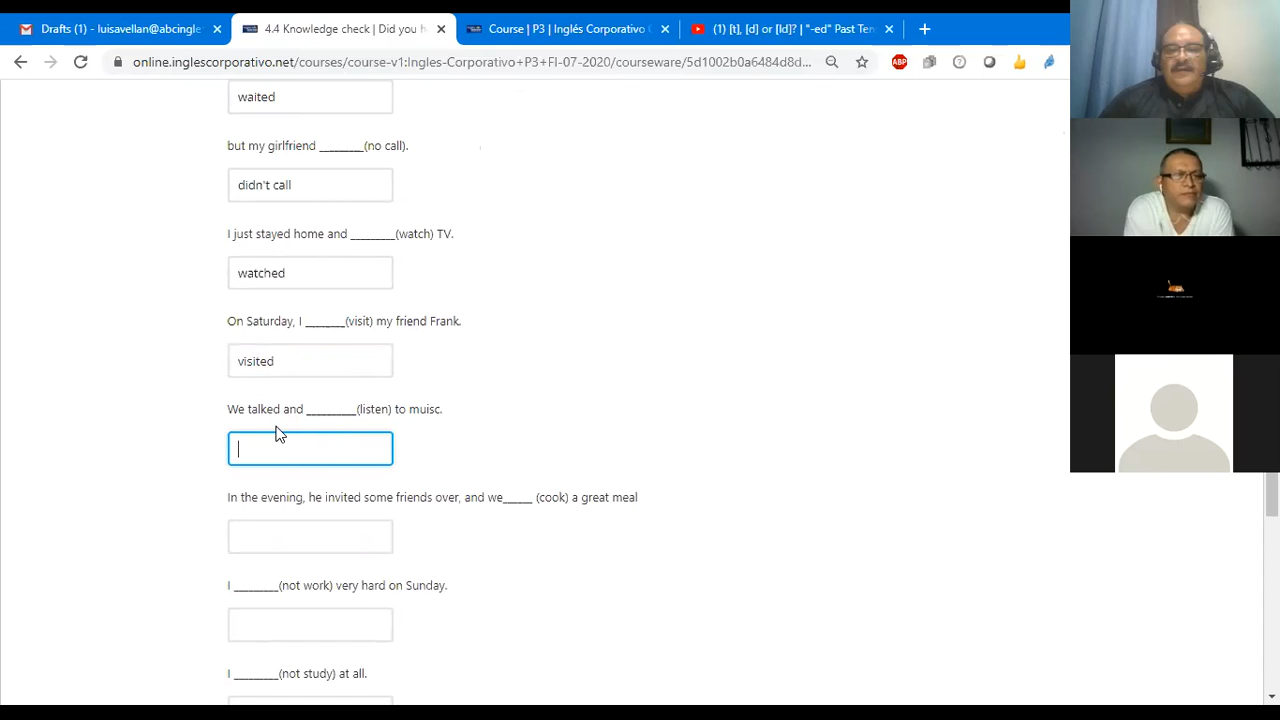 Drafts (1) - luisavellan@abcingle
4.4 Knowledge check | Did you h
Course | P3 | Inglés Corporativo C
(1) [t], [d] or [Id]? | "-ed" Past Ten
online.inglescorporativo.net/courses/course-v1:Ingles-Corporativo+P3+FI-07-2020/courseware/5d1002b0a6484d8d...
ABP
waited
but my girlfriend ________(no call).
didn't call
I just stayed home and ________(watch) TV.
watched
On Saturday, I _______(visit) my friend Frank.
visited
We talked and _________(listen) to muisc.
In the evening, he invited some friends over, and we_____ (cook) a great meal
I ________(not work) very hard on Sunday.
I ________(not study) at all.